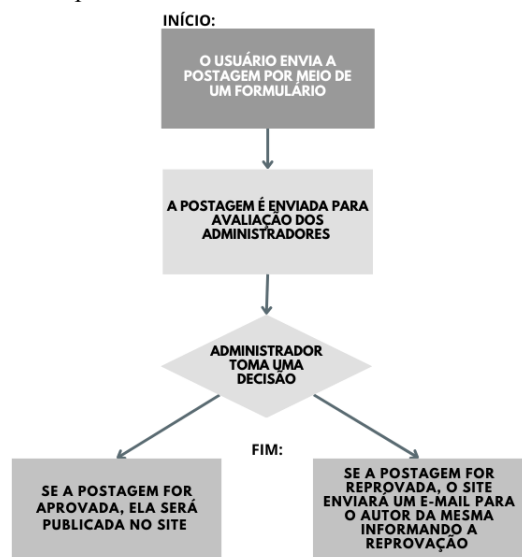 INÍCIO:
O USUÁRIO ENVIA A
POSTAGEM POR MEIO DE
UM FORMULÁRIO
A POSTAGEM É ENVIADA PARA
AVALIAÇÃO DOS
ADMINISTRADORES
ADMINISTRADOR
TOMA UMA
DECISÃO
FIM:
SE A POSTAGEM FOR
APROVADA, ELA SERÁ
PUBLICADA NO SITE
SE A POSTAGEM FOR
REPROVADA, O SITE
ENVIARÁ UM E-MAIL PARA
O AUTOR DA MESMA
INFORMANDO A
REPROVAÇÃO